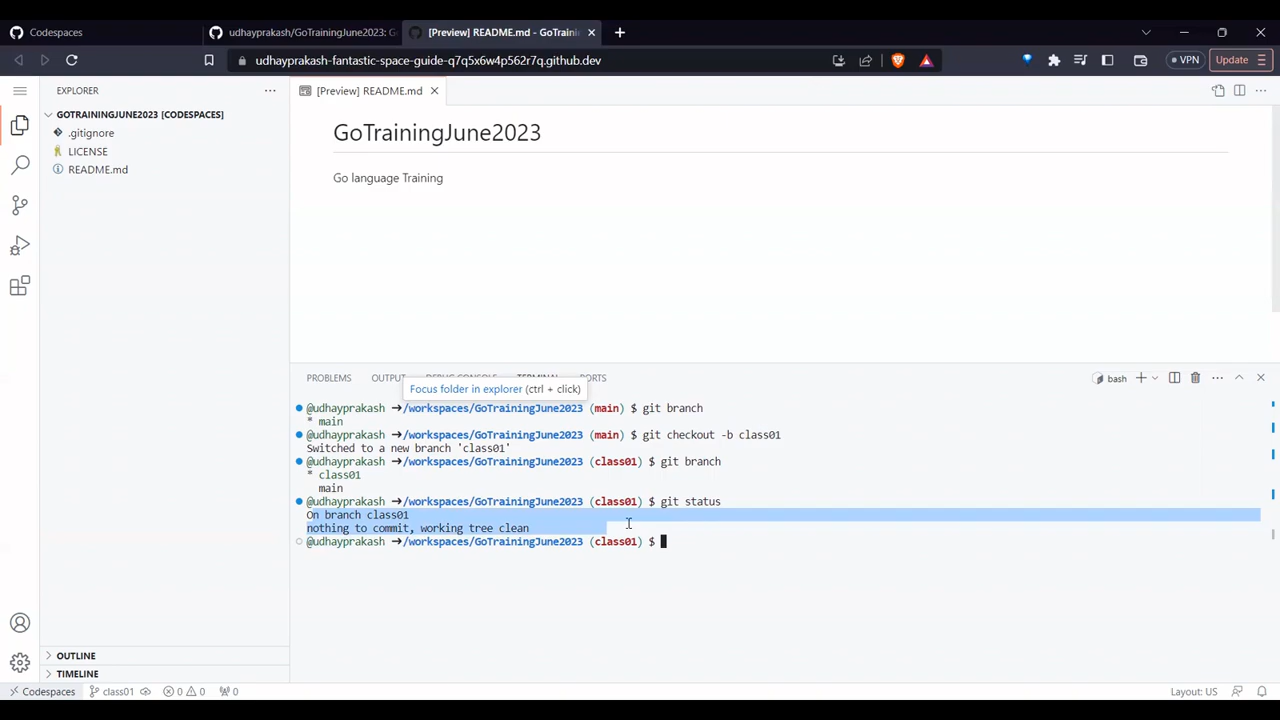 Codespaces
udhayprakash/GoTrainingJune2023: G
[Preview] README.md - GoTraini
udhayprakash-fantastic-space-guide-q7q5x6w4p562r7q.github.dev
VPN
Update
EXPLORER
[Preview] README.md
GOTRAININGJUNE2023 [CODESPACES]
.gitignore
LICENSE
README.md
GoTrainingJune2023
Go language Training
PROBLEMS
OUTPUT
PORTS
Focus folder in explorer (ctrl + click)
bash
@udhayprakash ➔/workspaces/GoTrainingJune2023 (main) $ git branch
* main
@udhayprakash ➔/workspaces/GoTrainingJune2023 (main) $ git checkout -b class01
Switched to a new branch 'class01'
@udhayprakash ➔/workspaces/GoTrainingJune2023 (class01) $ git branch
* class01
main
@udhayprakash ➔/workspaces/GoTrainingJune2023 (class01) $ git status
On branch class01
nothing to commit, working tree clean
@udhayprakash ➔/workspaces/GoTrainingJune2023 (class01) $
OUTLINE
TIMELINE
Codespaces
class01
0
0
0
Layout: US